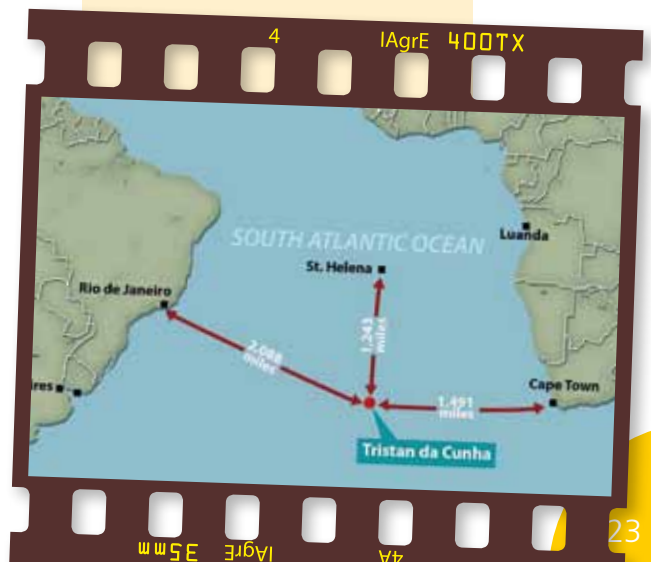 4 IAgrE 400TX
SOUTH ATLANTIC OCEAN
Luanda
St. Helena
Rio de Janeiro
1,243
miles
2,088
miles
ires
Cape Town
1,491
miles
Tristan da Cunha
23
35mm IAgrE 4A